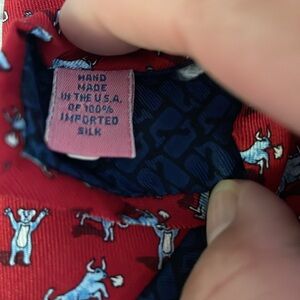 HAND
MADE
IN THE U.S.A.
OF 100%
IMPORTED
SILK